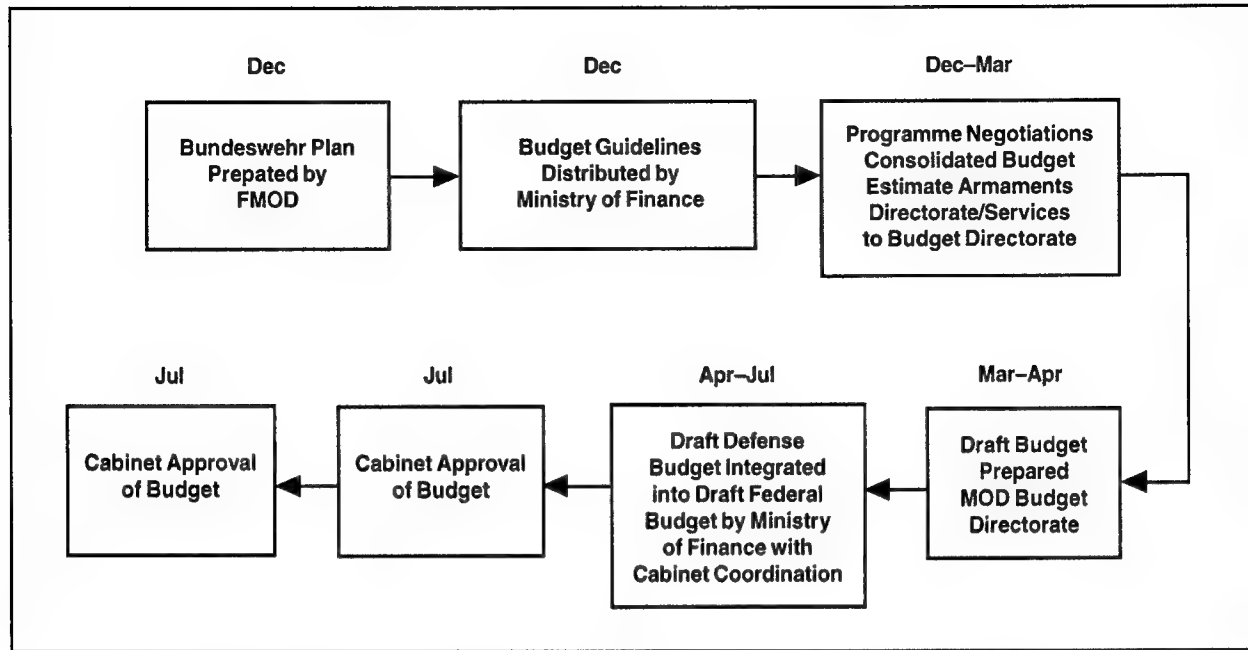 Dec
Bundeswehr Plan
Prepated by
FMOD
Dec
Budget Guidelines
Distributed by
Ministry of Finance
Dec–Mar
Programme Negotiations
Consolidated Budget
Estimate Armaments
Directorate/Services
to Budget Directorate
Mar–Apr
Draft Budget
Prepared
MOD Budget
Directorate
Apr–Jul
Draft Defense
Budget Integrated
into Draft Federal
Budget by Ministry
of Finance with
Cabinet Coordination
Jul
Cabinet Approval
of Budget
Jul
Cabinet Approval
of Budget